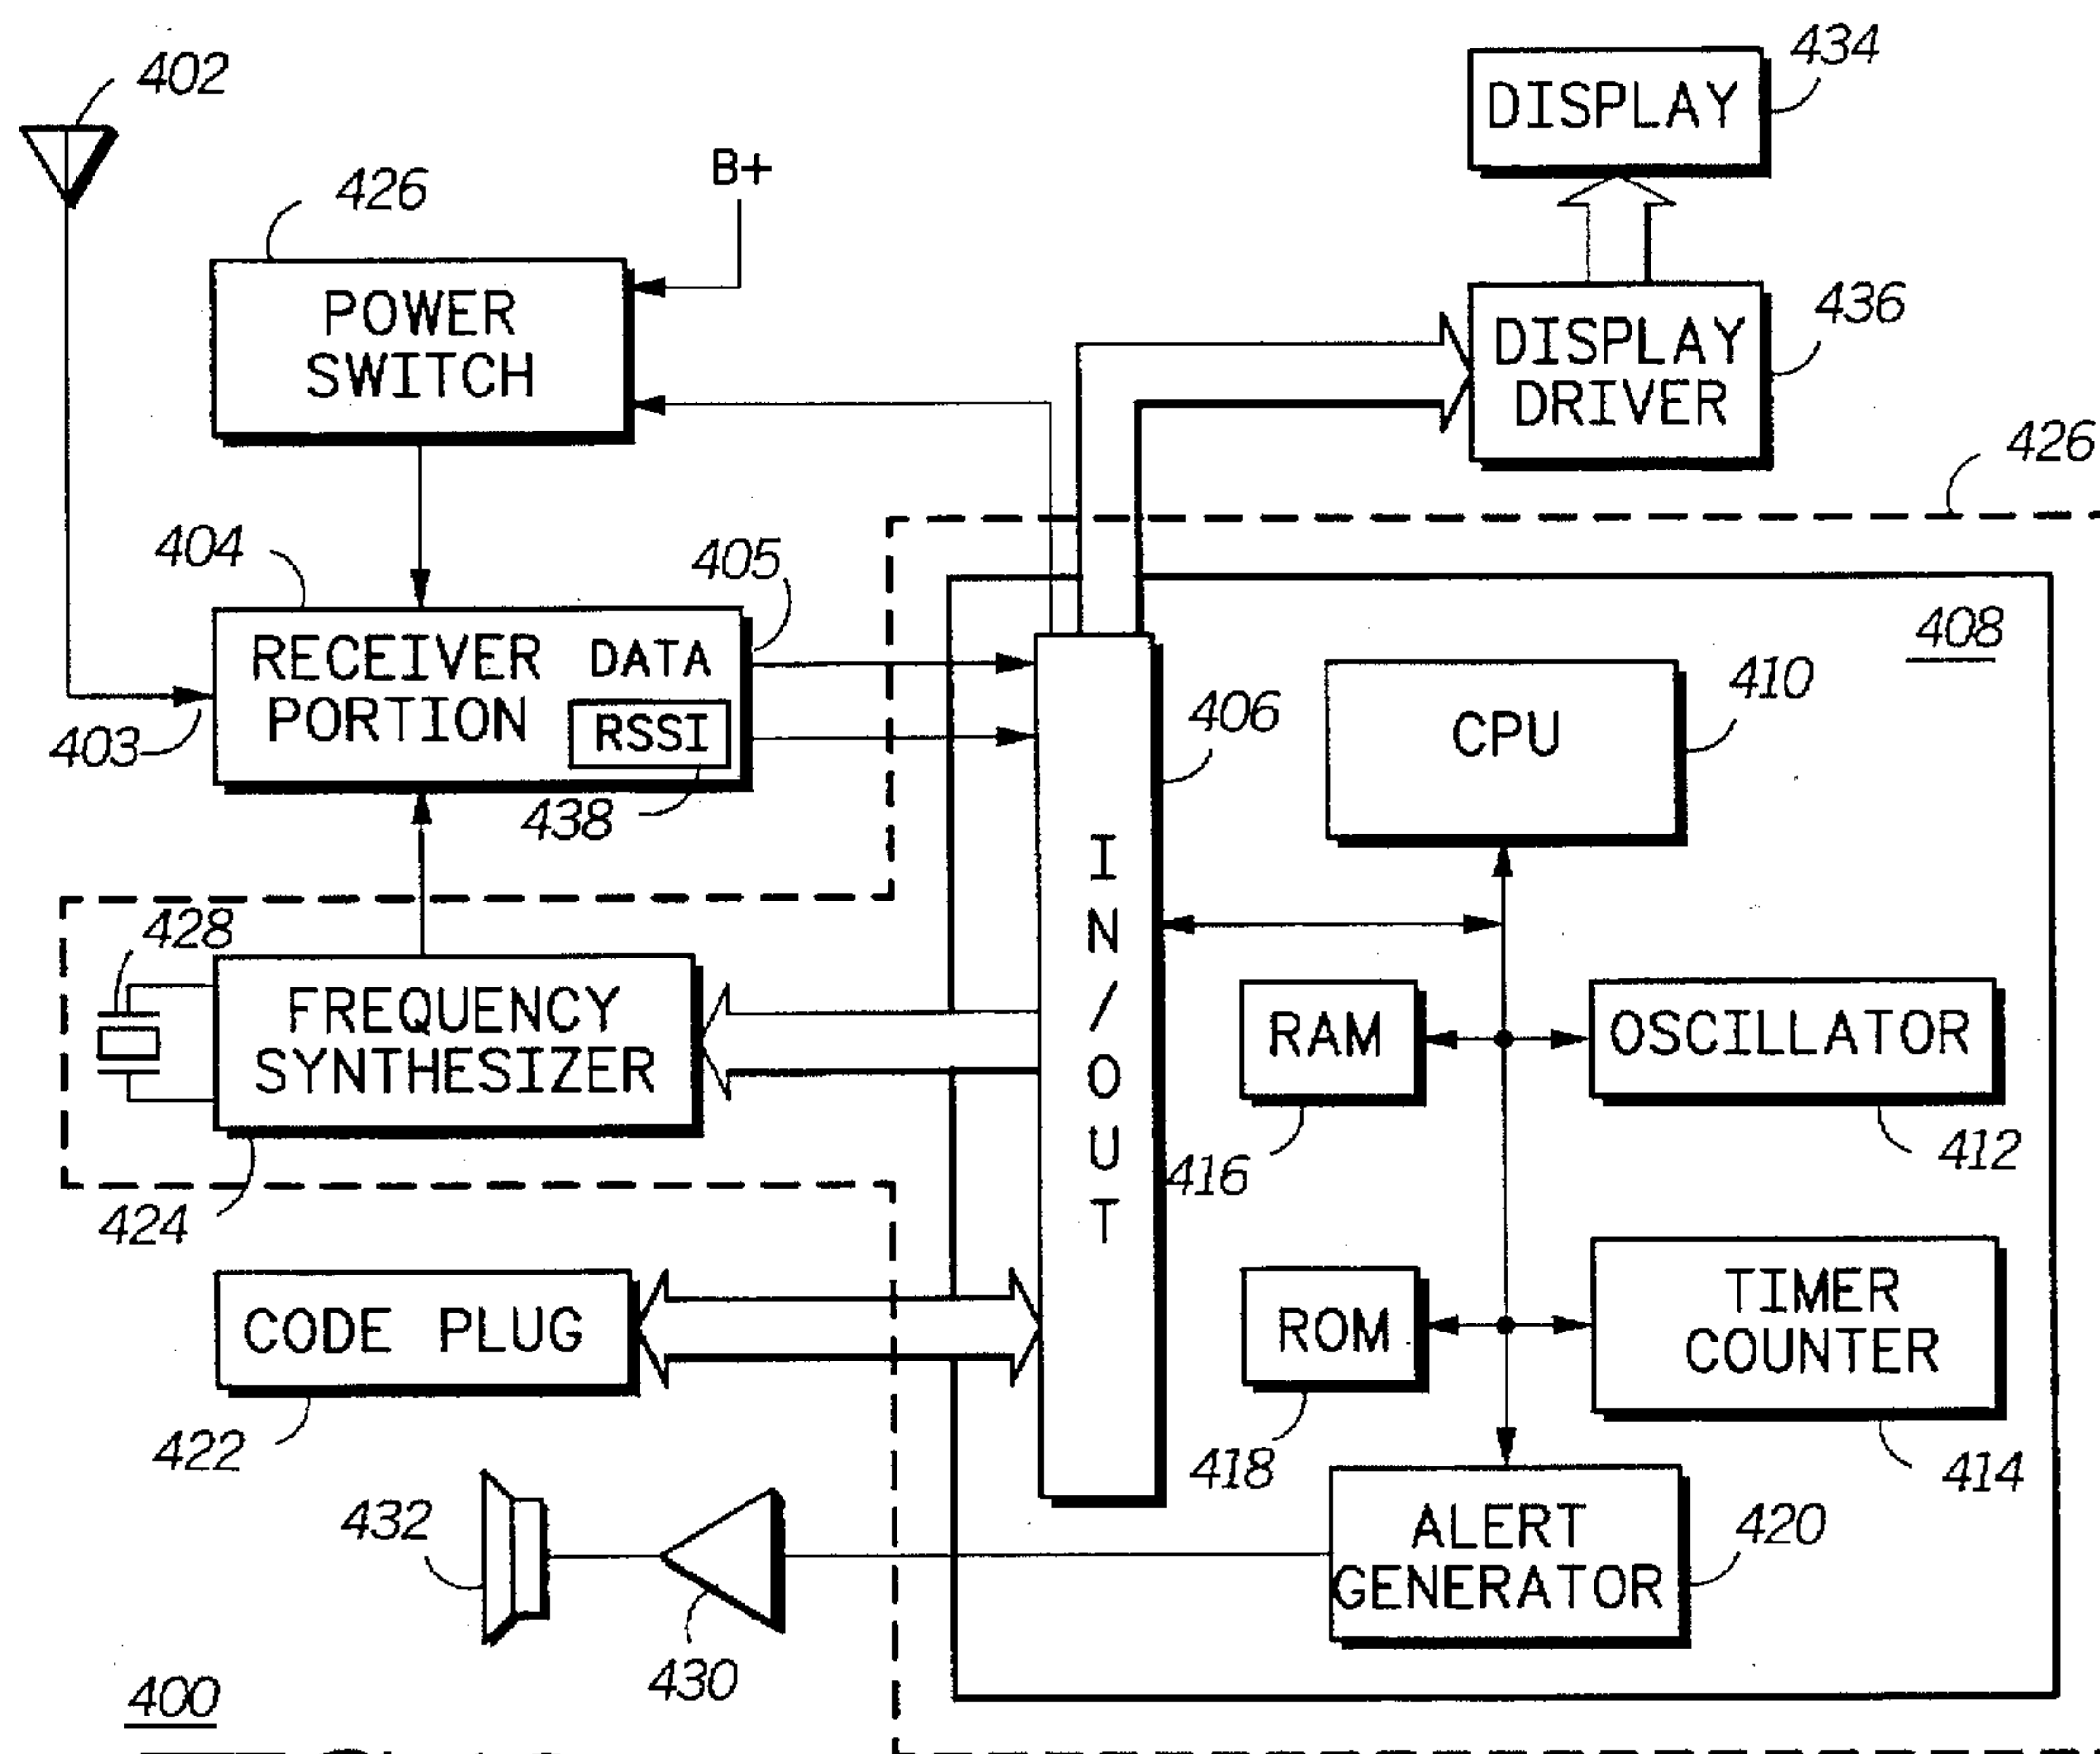 402
434
DISPLAY
B+
426
POWER
SWITCH
436
DISPLAY
DRIVER
426
404
405
RECEIVER DATA
PORTION
RSSI
403
438
408
410
CPU
406
IN/OUT
428
FREQUENCY
SYNTHESIZER
424
RAM
416
OSCILLATOR
412
CODE PLUG
422
ROM
418
TIMER
COUNTER
414
ALERT
GENERATOR
420
432
430
400